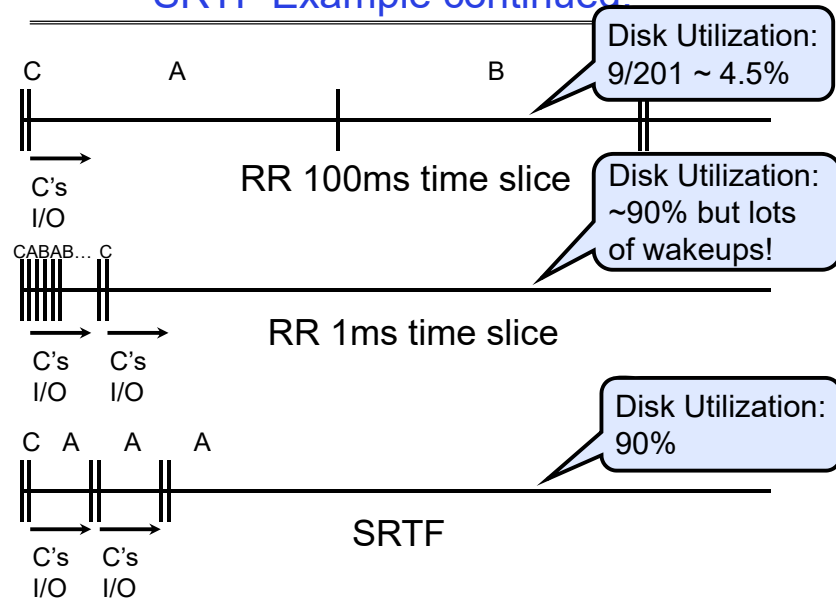 SRTF Example continued:
Disk Utilization:
9/201 ~ 4.5%
C A B
C's
I/O
RR 100ms time slice
Disk Utilization:
~90% but lots
of wakeups!
CABAB... C
C's C's
I/O I/O
RR 1ms time slice
Disk Utilization:
90%
C A A A
C's C's
I/O I/O
SRTF